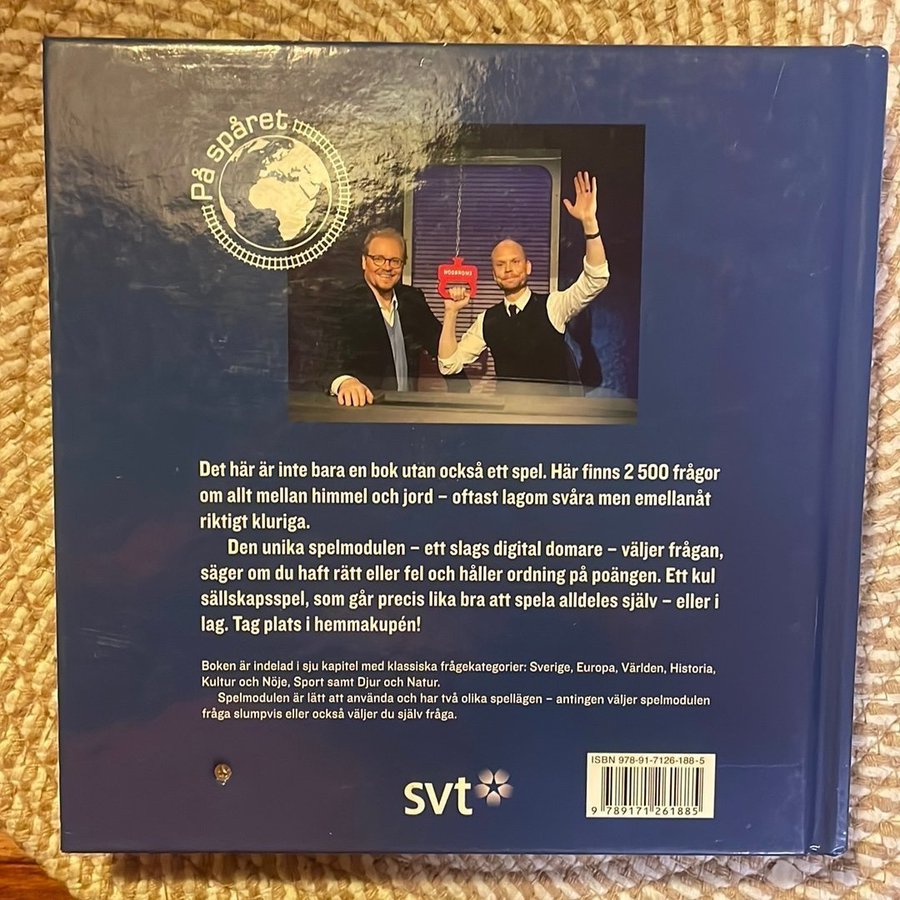 På spåret
NÖDBROMS
Det här är inte bara en bok utan också ett spel. Här finns 2 500 frågor
om allt mellan himmel och jord – oftast lagom svåra men emellanåt
riktigt kluriga.
Den unika spelmodulen – ett slags digital domare – väljer frågan,
säger om du haft rätt eller fel och håller ordning på poängen. Ett kul
sällskapsspel, som går precis lika bra att spela alldeles själv – eller i
lag. Tag plats i hemmakupén!
Boken är indelad i sju kapitel med klassiska frågekategorier: Sverige, Europa, Världen, Historia,
Kultur och Nöje, Sport samt Djur och Natur.
Spelmodulen är lätt att använda och har två olika spellägen – antingen väljer spelmodulen
fråga slumpvis eller också väljer du själv fråga.
svt
ISBN 978-91-7126-188-5
9 789171 261885